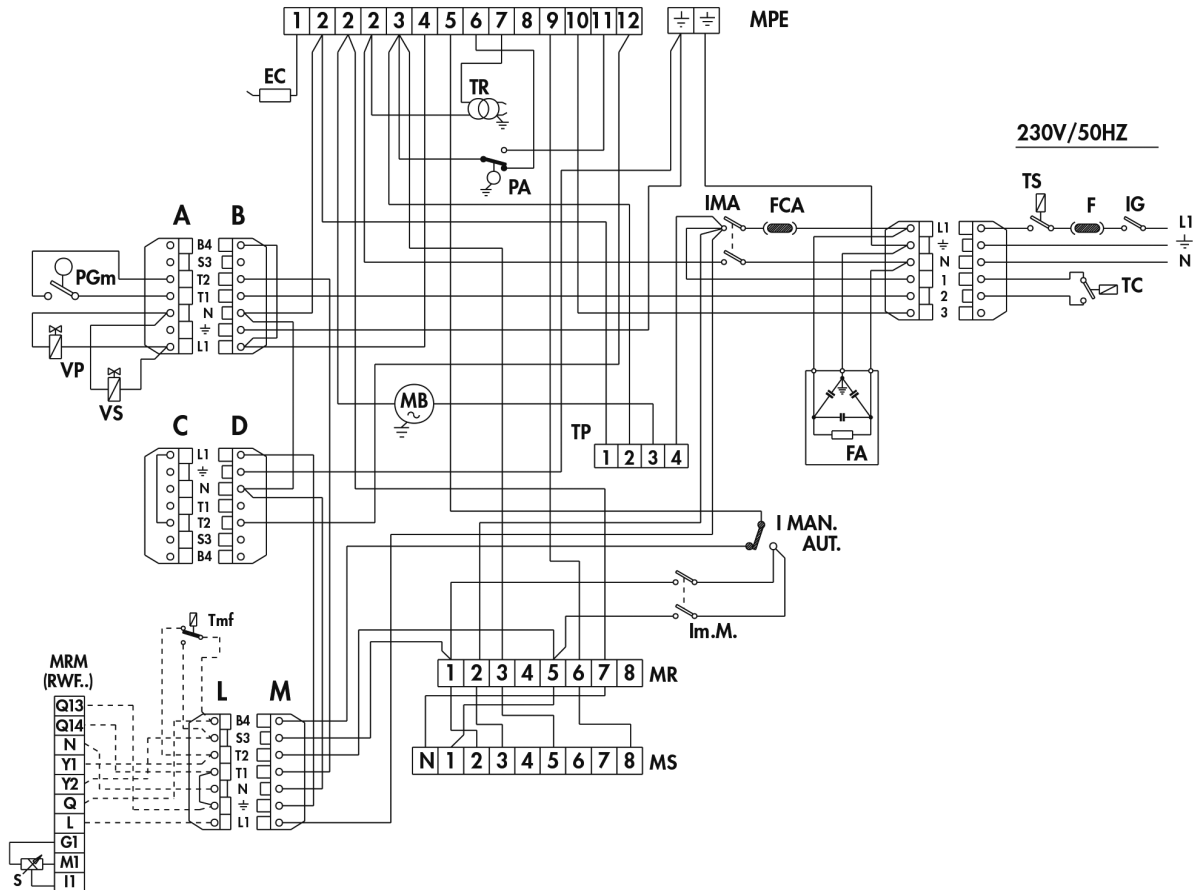 1 2 2 2 3 4 5 6 7 8 9 10 11 12
MPE
EC
TR
PA
230V/50HZ
TS
F
IG
IMA
FCA
L1
N
L1
N
1
2
3
TC
A
B
B4
S3
T2
T1
N
L1
PGm
VP
VS
MB
TP
1 2 3 4
FA
C
D
L1
N
T1
T2
S3
B4
I MAN.
AUT.
Im.M.
Tmf
1 2 3 4 5 6 7 8
MR
N 1 2 3 4 5 6 7 8
MS
MRM
(RWF..)
Q13
Q14
N
Y1
Y2
Q
L
G1
M1
I1
S
L
M
B4
S3
T2
T1
N
L1